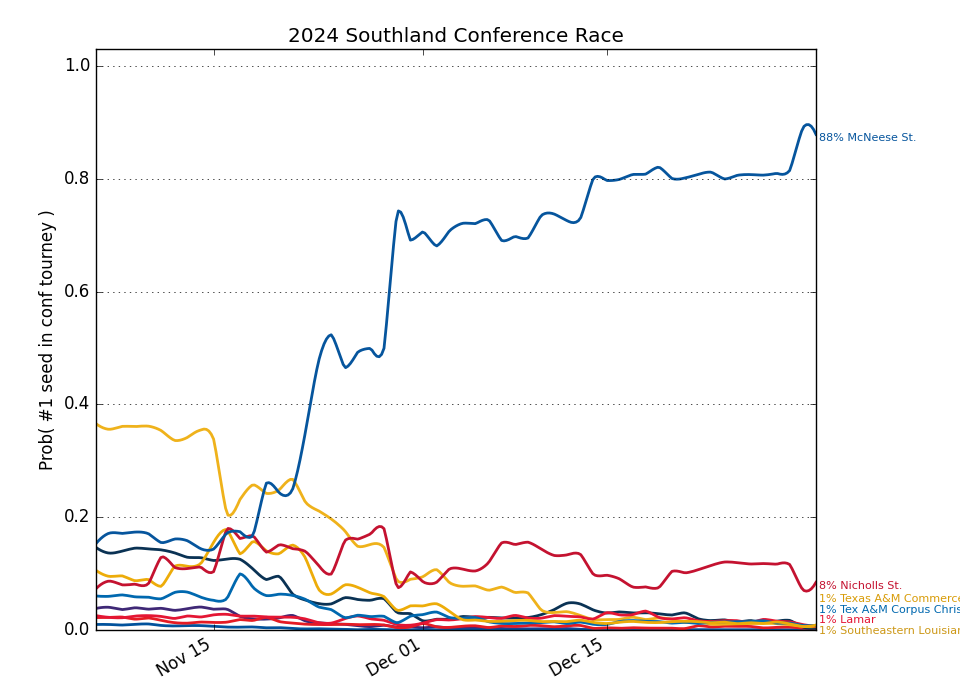 2024 Southland Conference Race
1.0
0.8
0.6
0.4
0.2
0.0
Prob( #1 seed in conf tourney )
Nov 15
Dec 01
Dec 15
88% McNeese St.
8% Nicholls St.
1% Texas A&M Commerce
1% Tex A&M Corpus Chris
1% Lamar
1% Southeastern Louisian